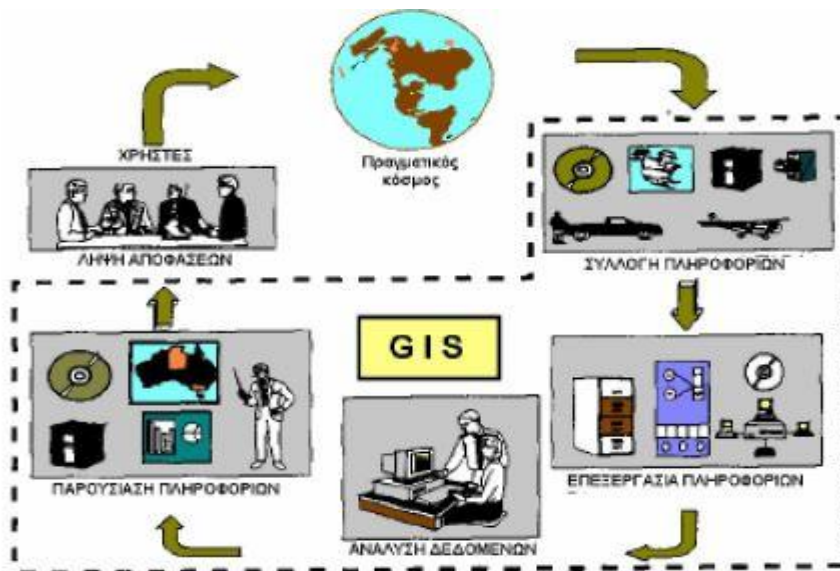 Πραγματικός
κόσμος
ΧΡΗΣΤΕΣ
ΛΗΨΗ ΑΠΟΦΑΣΕΩΝ
ΣΥΛΛΟΓΗ ΠΛΗΡΟΦΟΡΙΩΝ
GIS
ΠΑΡΟΥΣΙΑΣΗ ΠΛΗΡΟΦΟΡΙΩΝ
ΑΝΑΛΥΣΗ ΔΕΔΟΜΕΝΩΝ
ΕΠΕΞΕΡΓΑΣΙΑ ΠΛΗΡΟΦΟΡΙΩΝ